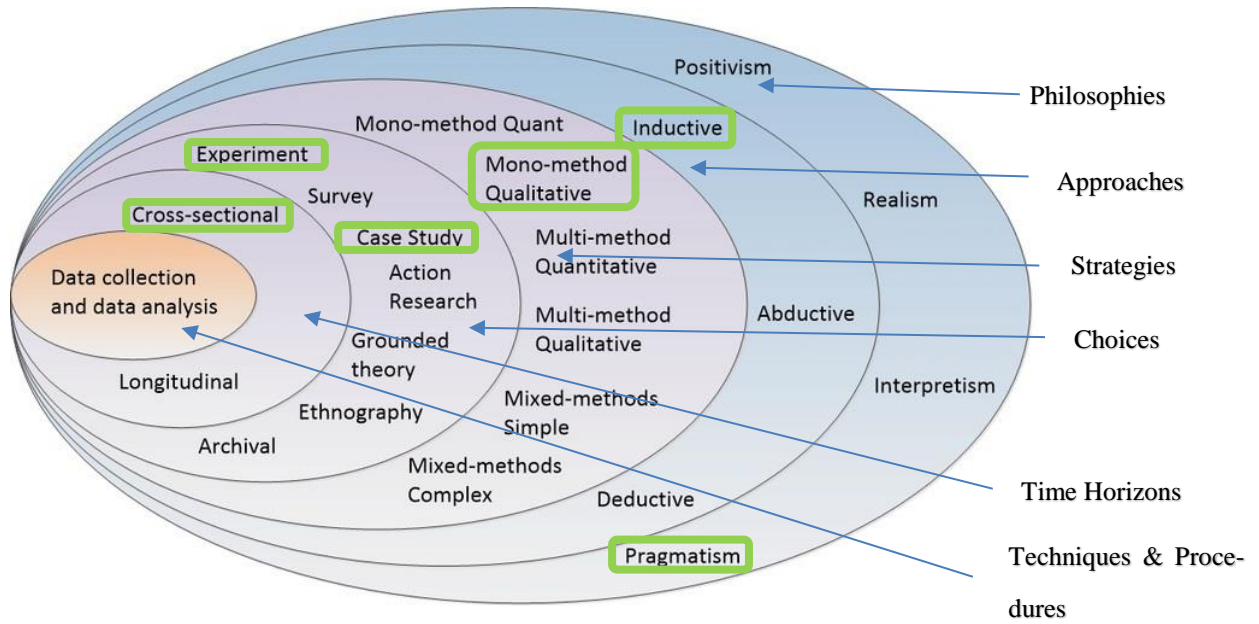 Positivism
Philosophies
Mono-method Quant
Inductive
Experiment
Mono-method
Qualitative
Approaches
Survey
Realism
Cross-sectional
Case Study
Multi-method
Quantitative
Strategies
Data collection
and data analysis
Action
Research
Multi-method
Qualitative
Abductive
Choices
Grounded
theory
Longitudinal
Interpretism
Ethnography
Mixed-methods
Simple
Archival
Mixed-methods
Complex
Deductive
Time Horizons
Pragmatism
Techniques & Proce-
dures